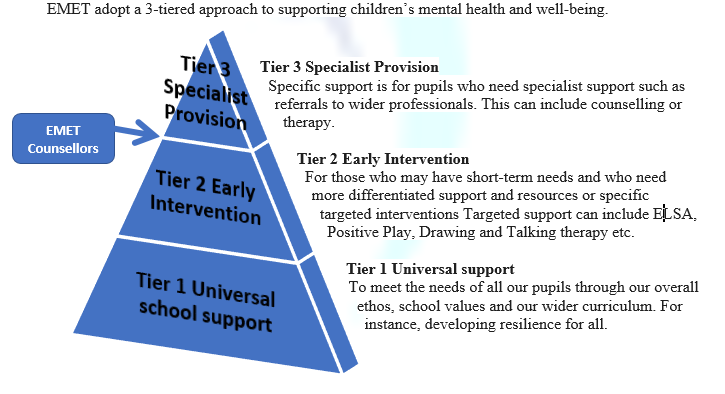 EMET adopt a 3-tiered approach to supporting children's mental health and well-being.
Tier 3
Specialist
Provision
EMET
Counsellors
Tier 2 Early
Intervention
Tier 1 Universal
school support
Tier 3 Specialist Provision
Specific support is for pupils who need specialist support such as
referrals to wider professionals. This can include counselling or
therapy.
Tier 2 Early Intervention
For those who may have short-term needs and who need
more differentiated support and resources or specific
targeted interventions Targeted support can include ELSA,
Positive Play, Drawing and Talking therapy etc.
Tier 1 Universal support
To meet the needs of all our pupils through our overall
ethos, school values and our wider curriculum. For
instance, developing resilience for all.